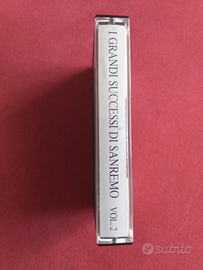 I GRANDI SUCCESSI DI SANREMO VOL. 2
subito